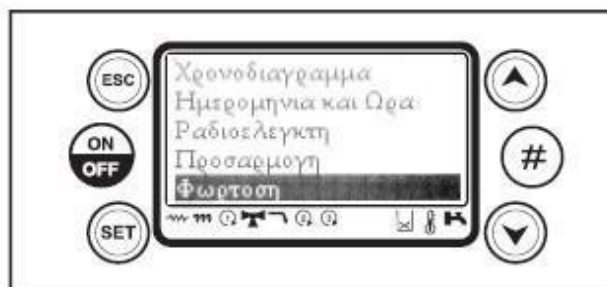 ESC
ON
OFF
SET
Χρονοδιαγραμμα
Ημερομηνια και Ωρα
Ραδιοελεγκτη
Προσαρμογη
Φωρτοση
#